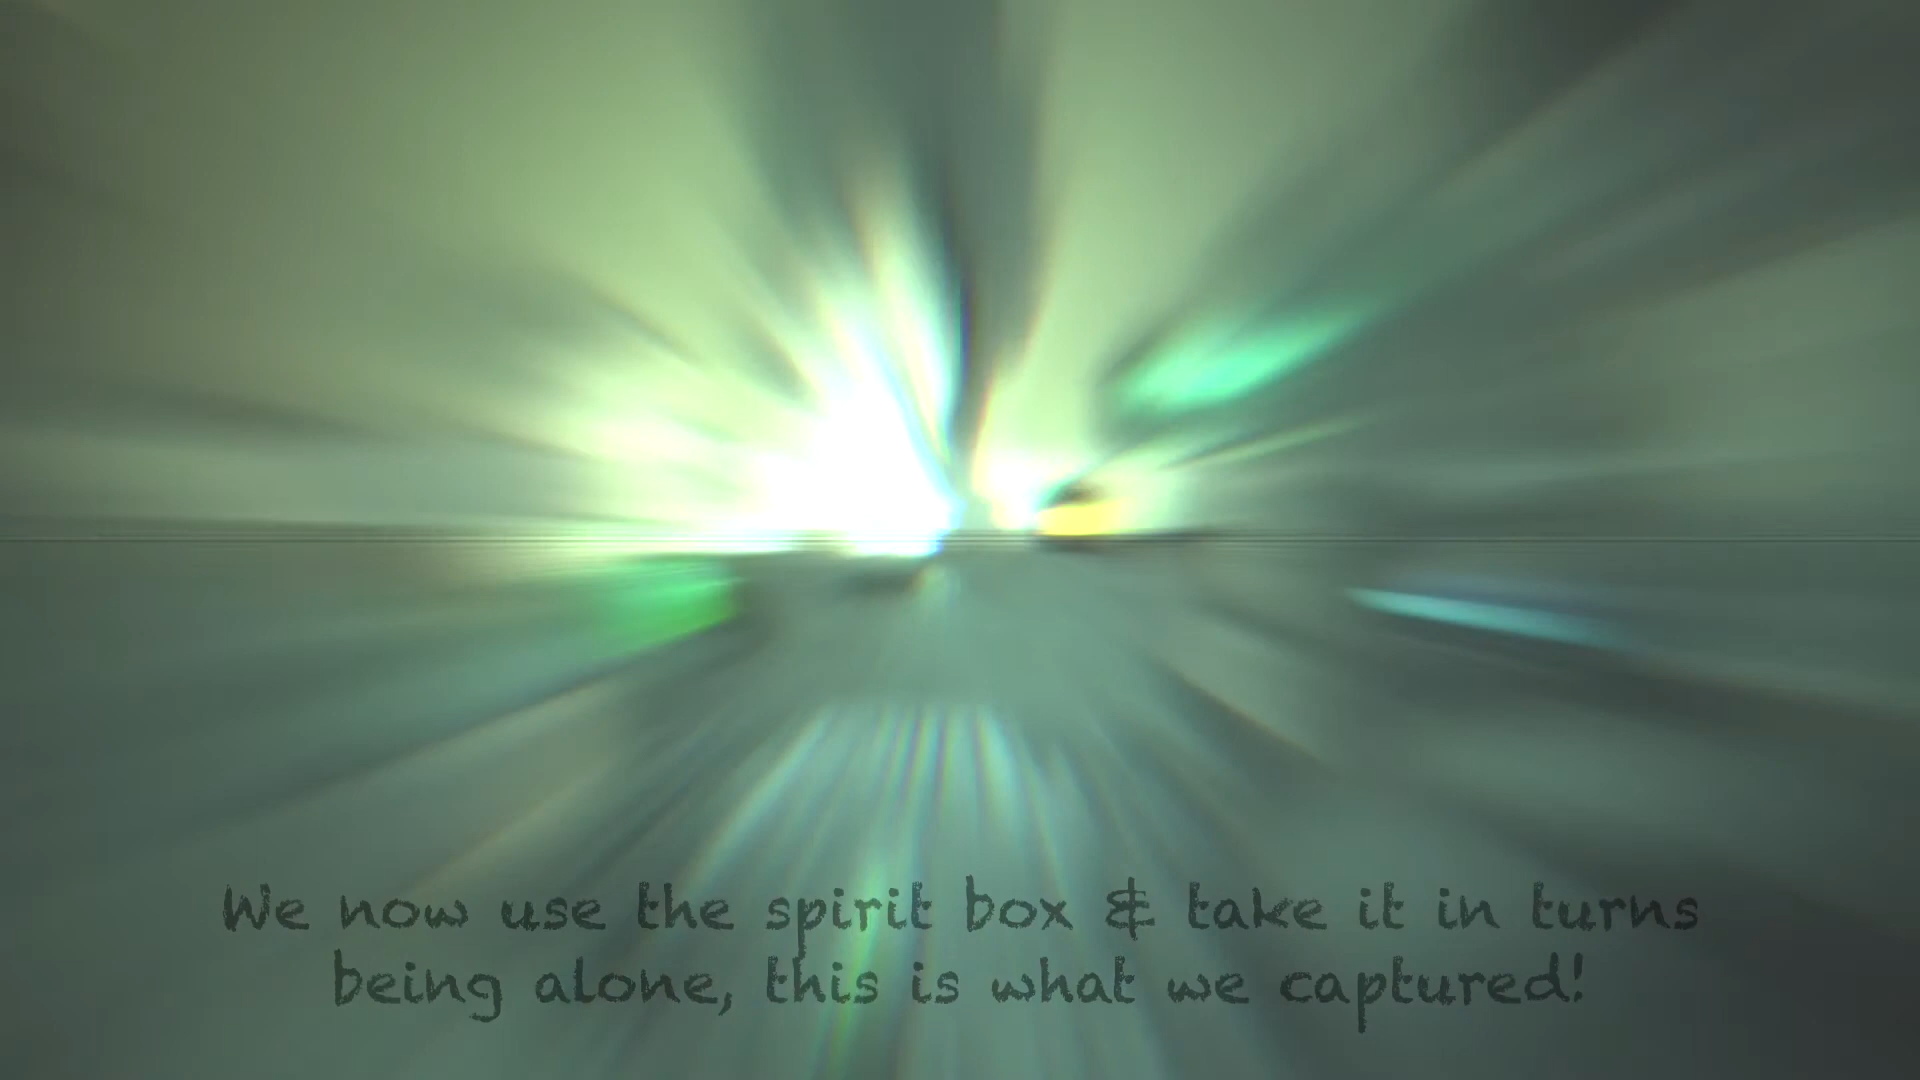 We now use the spirit box & take it in turns
being alone, this is what we captured!